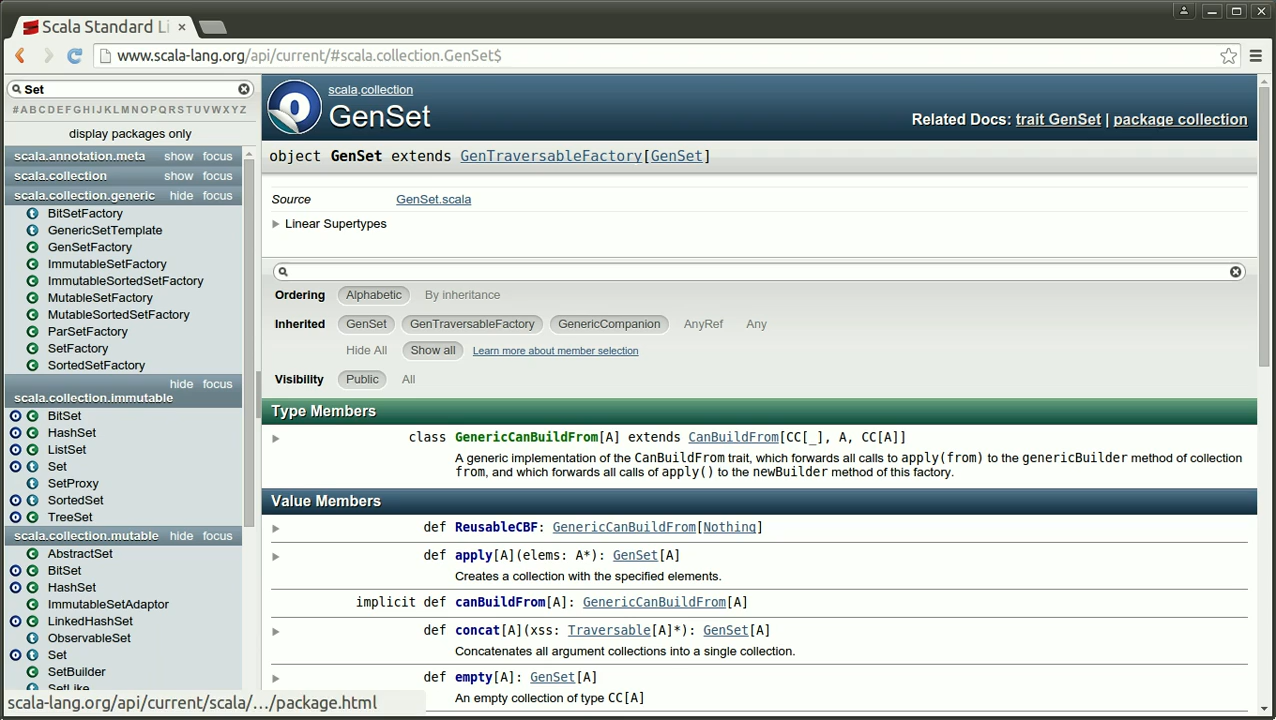 Scala Standard Li
www.scala-lang.org/api/current/#scala.collection.GenSet$
Set
#ABCDEFGHIJKLMNOPQRSTUVWXYZ
display packages only
scala.annotation.meta show focus
scala.collection show focus
scala.collection.generic hide focus
BitSetFactory
GenericSetTemplate
GenSetFactory
ImmutableSetFactory
ImmutableSortedSetFactory
MutableSetFactory
MutableSortedSetFactory
ParSetFactory
SetFactory
SortedSetFactory
hide focus
scala.collection.immutable
BitSet
HashSet
ListSet
Set
SetProxy
SortedSet
TreeSet
scala.collection.mutable hide focus
AbstractSet
BitSet
HashSet
ImmutableSetAdaptor
LinkedHashSet
ObservableSet
Set
SetBuilder
SetLike
scala-lang.org/api/current/scala/.../package.html
scala.collection
GenSet
Related Docs: trait GenSet | package collection
object GenSet extends GenTraversableFactory[GenSet]
Source GenSet.scala
Linear Supertypes
Ordering Alphabetic By inheritance
Inherited GenSet GenTraversableFactory GenericCompanion AnyRef Any
Hide All Show all Learn more about member selection
Visibility Public All
Type Members
class GenericCanBuildFrom[A] extends CanBuildFrom[CC[_], A, CC[A]]
A generic implementation of the CanBuildFrom trait, which forwards all calls to apply(from) to the genericBuilder method of collection
from, and which forwards all calls of apply() to the newBuilder method of this factory.
Value Members
def ReusableCBF: GenericCanBuildFrom[Nothing]
def apply[A](elems: A*): GenSet[A]
Creates a collection with the specified elements.
implicit def canBuildFrom[A]: GenericCanBuildFrom[A]
def concat[A](xss: Traversable[A]*): GenSet[A]
Concatenates all argument collections into a single collection.
def empty[A]: GenSet[A]
An empty collection of type CC[A]